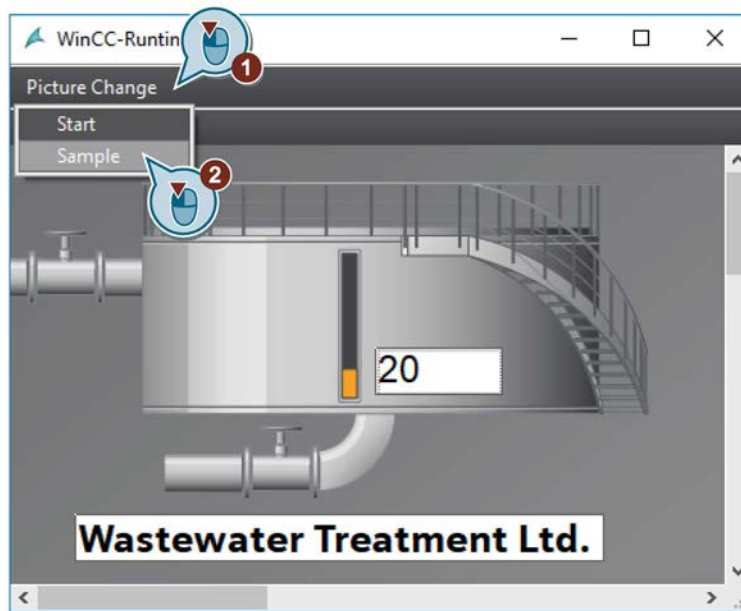 WinCC-Runtin
1
Picture Change
Start
Sample
2
20
Wastewater Treatment Ltd.